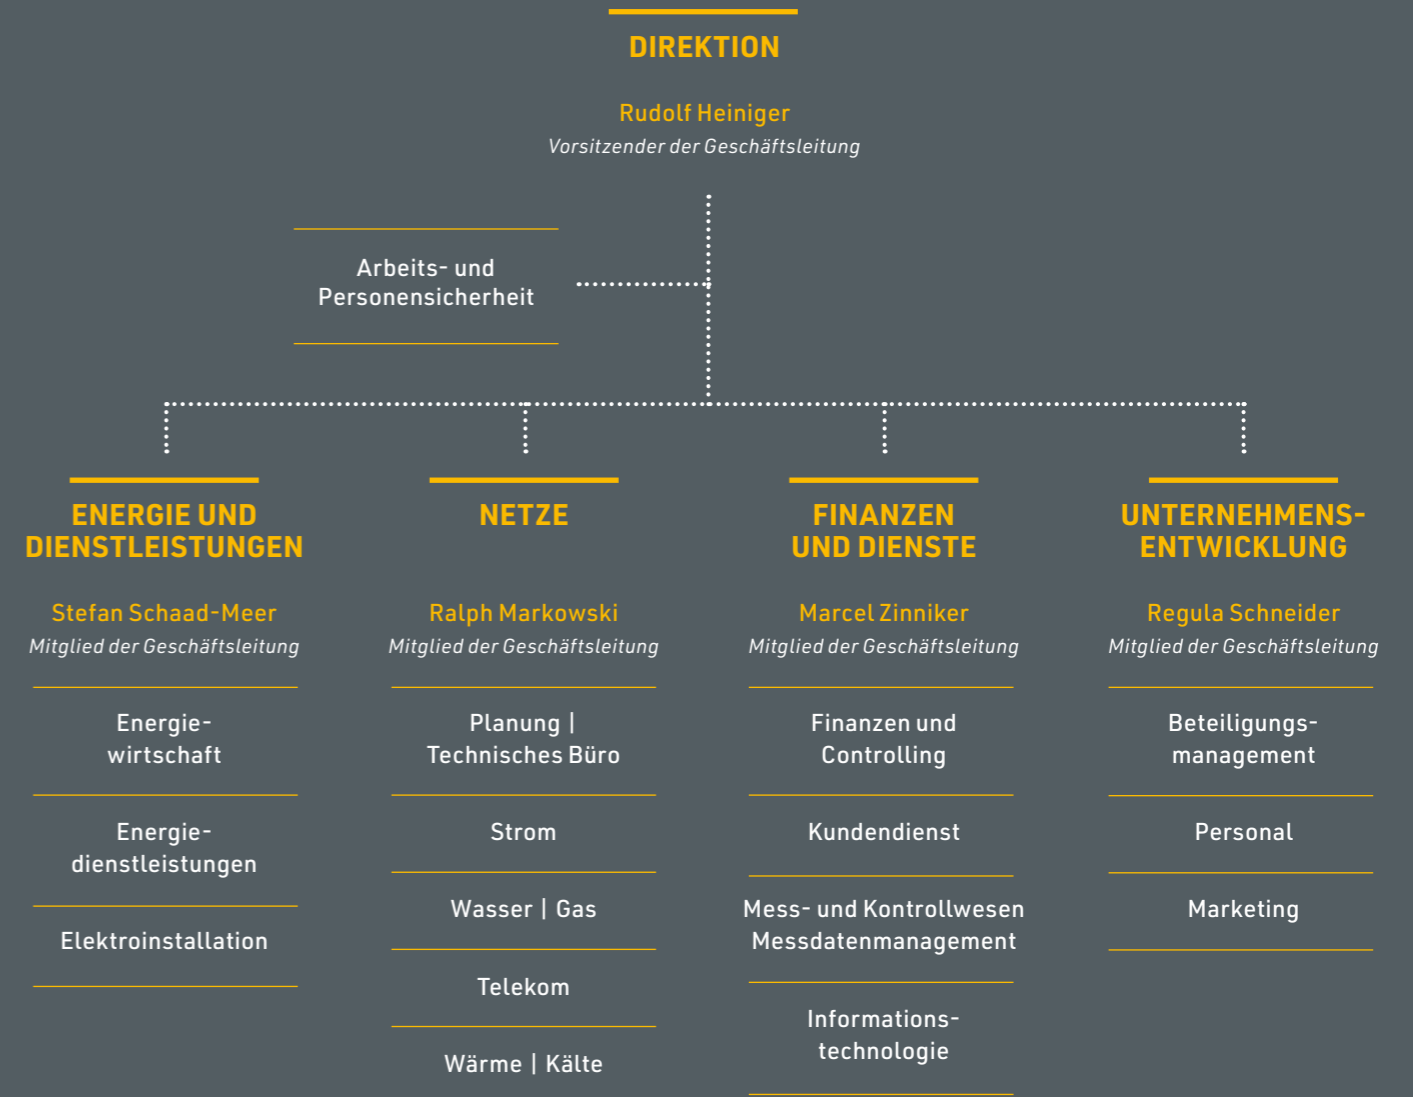 DIREKTION
Rudolf Heiniger
Vorsitzender der Geschäftsleitung
Arbeits- und
Personensicherheit
ENERGIE UND
DIENSTLEISTUNGEN
Stefan Schaad-Meer
Mitglied der Geschäftsleitung
Energie-
wirtschaft
Energie-
dienstleistungen
Elektroinstallation
NETZE
Ralph Markowski
Mitglied der Geschäftsleitung
Planung |
Technisches Büro
Strom
Wasser | Gas
Telekom
Wärme | Kälte
FINANZEN
UND DIENSTE
Marcel Zinniker
Mitglied der Geschäftsleitung
Finanzen und
Controlling
Kundendienst
Mess- und Kontrollwesen
Messdatenmanagement
Informations-
technologie
UNTERNEHMENS-
ENTWICKLUNG
Regula Schneider
Mitglied der Geschäftsleitung
Beteiligungs-
management
Personal
Marketing